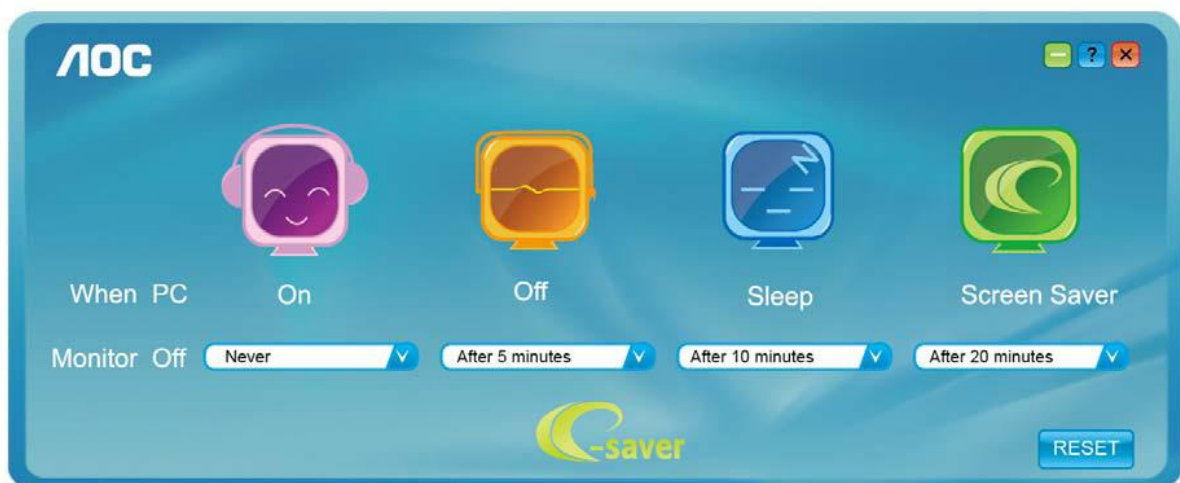 AOC
?
When PC On Off Sleep Screen Saver
Monitor Off Never After 5 minutes After 10 minutes After 20 minutes
e-saver
RESET